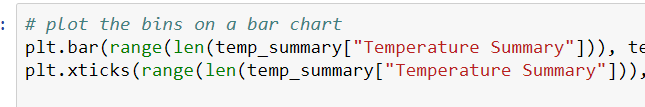 :
# plot the bins on a bar chart
plt.bar(range(len(temp_summary["Temperature Summary"])), te
plt.xticks(range(len(temp_summary["Temperature Summary"])),